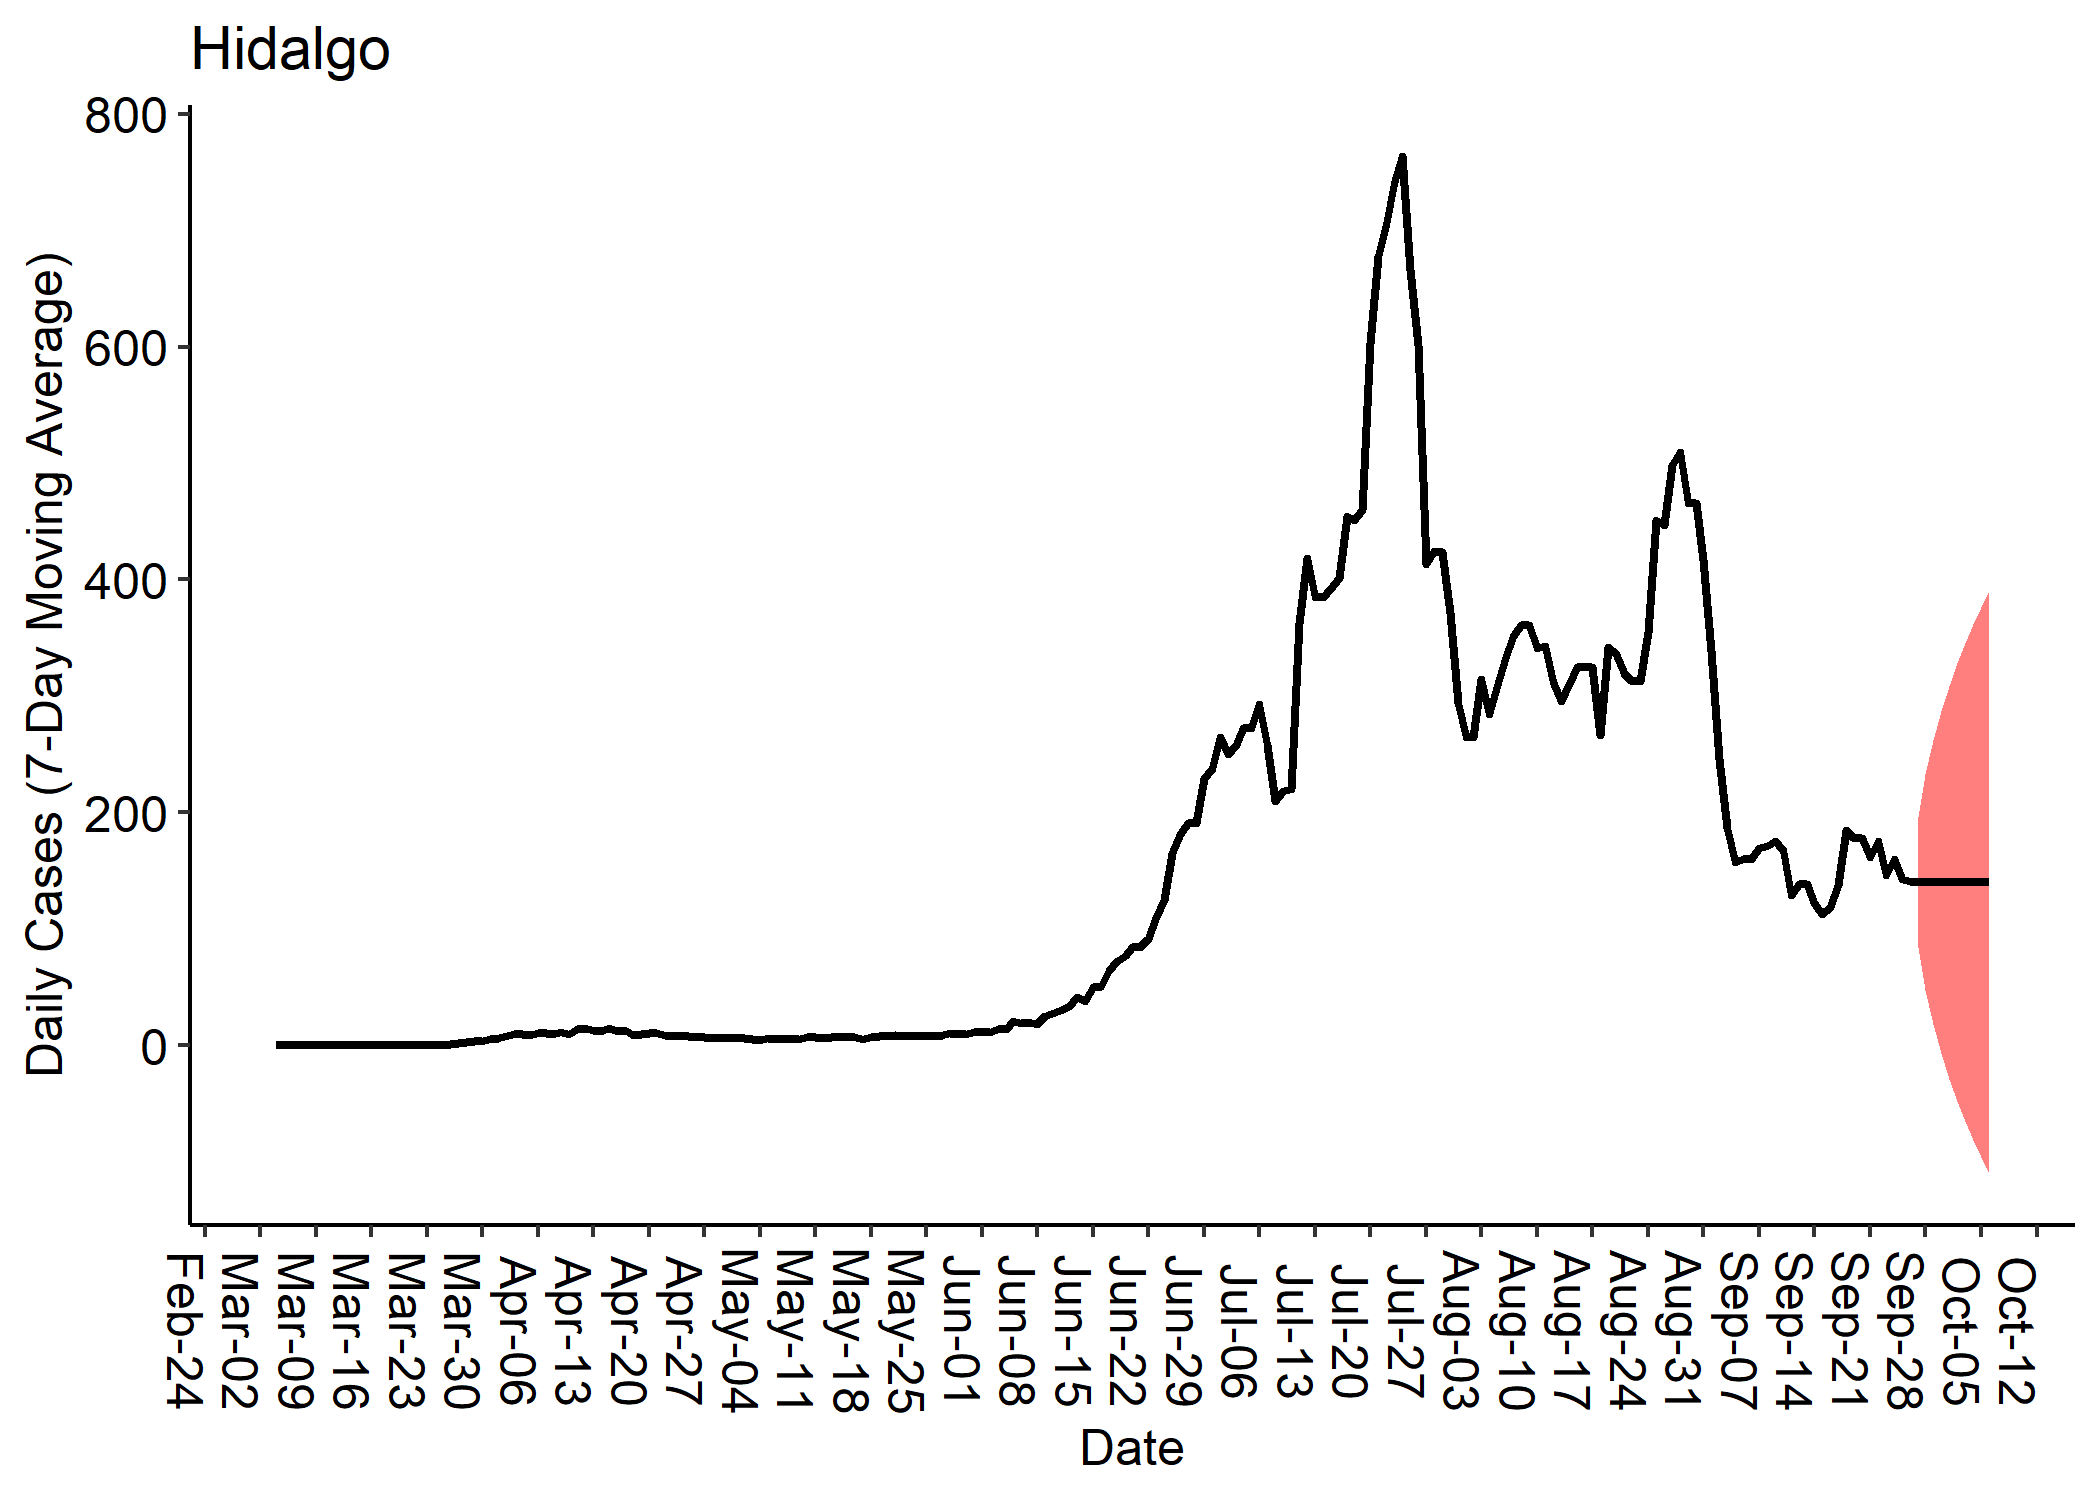 Hidalgo
Daily Cases (7-Day Moving Average)
800
600
400
200
0
Feb-24
Mar-02
Mar-09
Mar-16
Mar-23
Mar-30
Apr-06
Apr-13
Apr-20
Apr-27
May-04
May-11
May-18
May-25
Jun-01
Jun-08
Jun-15
Jun-22
Jun-29
Jul-06
Jul-13
Jul-20
Jul-27
Aug-03
Aug-10
Aug-17
Aug-24
Aug-31
Sep-07
Sep-14
Sep-21
Sep-28
Oct-05
Oct-12
Date